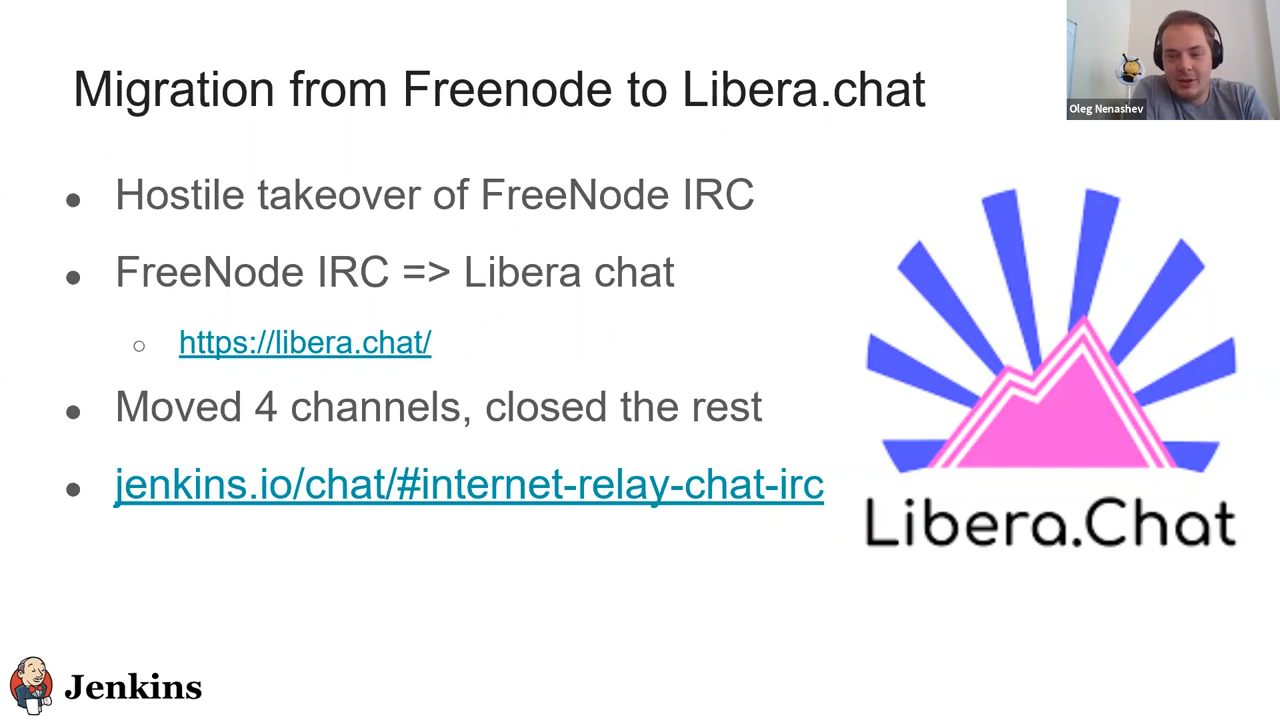 Migration from Freenode to Libera.chat
Oleg Nenashev
Hostile takeover of FreeNode IRC
FreeNode IRC => Libera chat
https://libera.chat/
Moved 4 channels, closed the rest
jenkins.io/chat/#internet-relay-chat-irc
Libera.Chat
Jenkins